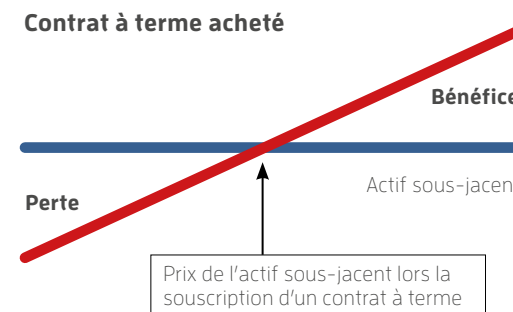 Contrat à terme acheté
Bénéfice
Actif sous-jacen
Perte
Prix de l'actif sous-jacent lors la
souscription d'un contrat à terme